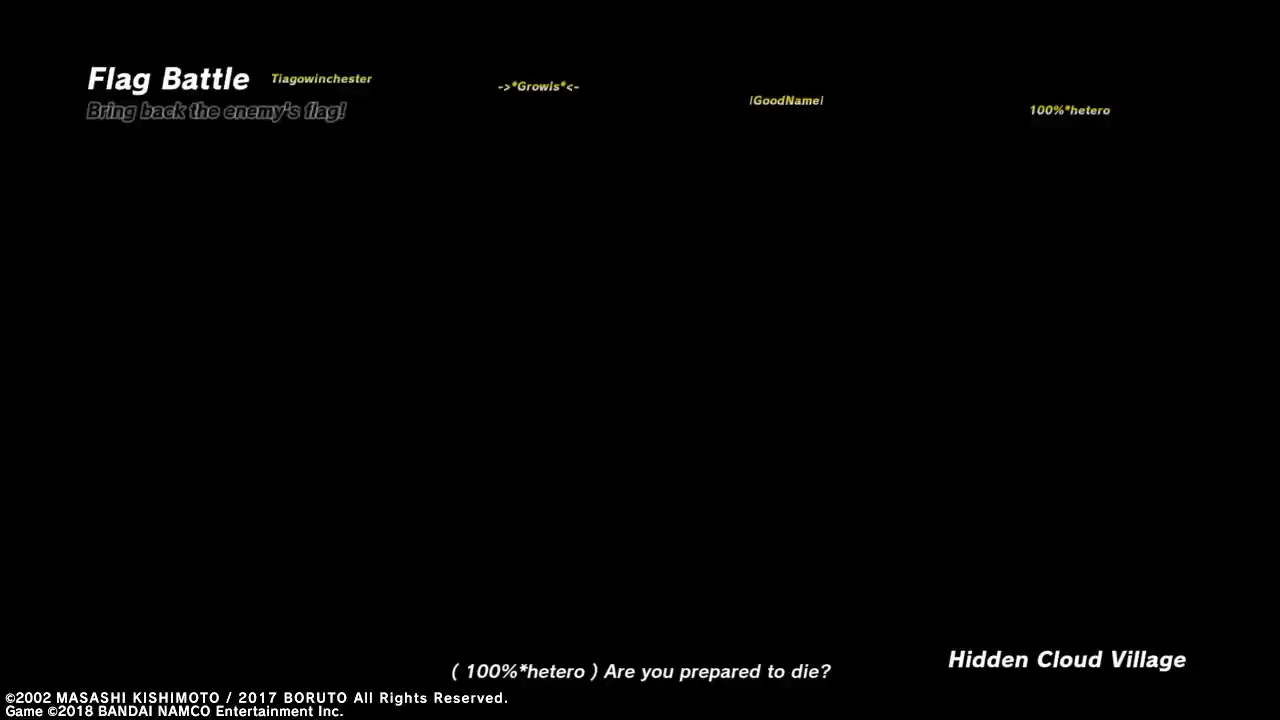 Flag Battle
Tiagowinchester
->*Growls*<-
|GoodName|
100%*hetero
Bring back the enemy's flag!
( 100%*hetero ) Are you prepared to die?
Hidden Cloud Village
©2002 MASASHI KISHIMOTO / 2017 BORUTO All Rights Reserved.
Game ©2018 BANDAI NAMCO Entertainment Inc.